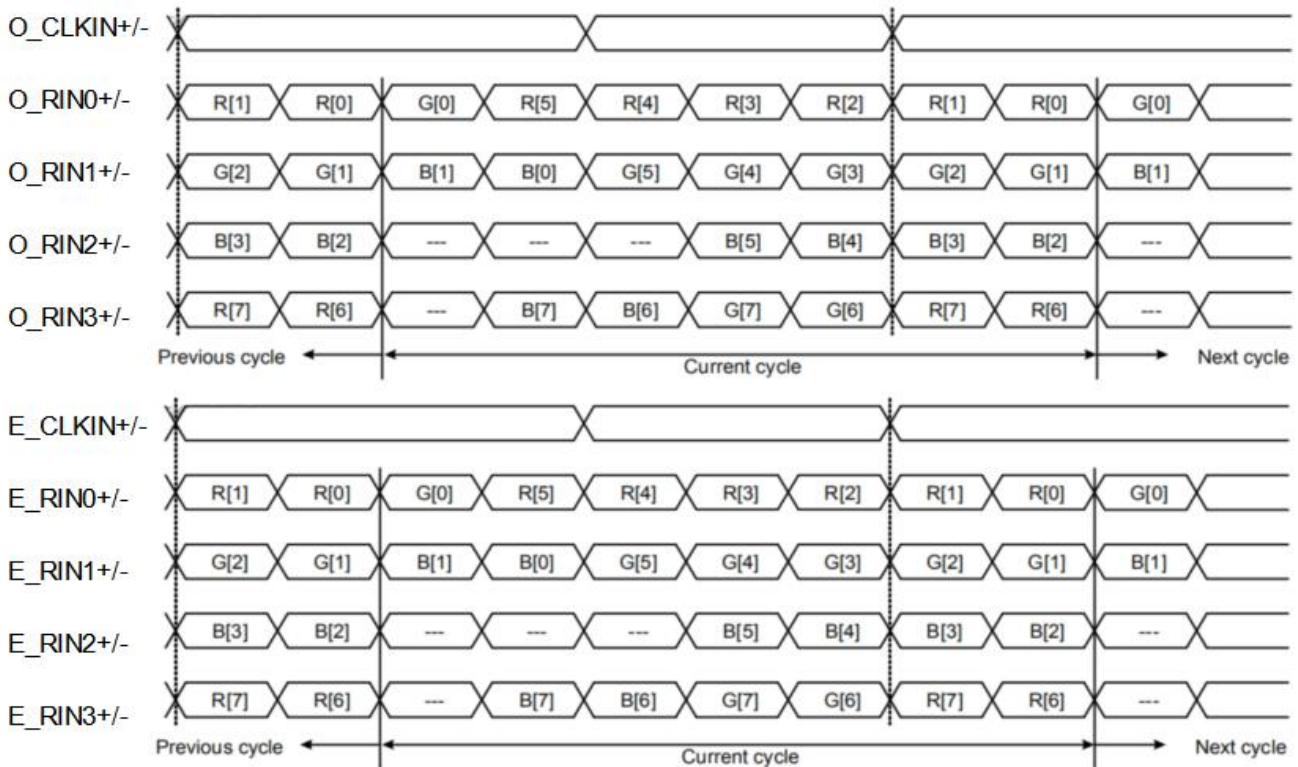 O_CLKIN+/-
O_RIN0+/- R[1] R[0] G[0] R[5] R[4] R[3] R[2] R[1] R[0] G[0]
O_RIN1+/- G[2] G[1] B[1] B[0] G[5] G[4] G[3] G[2] G[1] B[1]
O_RIN2+/- B[3] B[2] --- --- --- B[5] B[4] B[3] B[2] ---
O_RIN3+/- R[7] R[6] --- B[7] B[6] G[7] G[6] R[7] R[6] ---
Previous cycle Current cycle Next cycle
E_CLKIN+/-
E_RIN0+/- R[1] R[0] G[0] R[5] R[4] R[3] R[2] R[1] R[0] G[0]
E_RIN1+/- G[2] G[1] B[1] B[0] G[5] G[4] G[3] G[2] G[1] B[1]
E_RIN2+/- B[3] B[2] --- --- --- B[5] B[4] B[3] B[2] ---
E_RIN3+/- R[7] R[6] --- B[7] B[6] G[7] G[6] R[7] R[6] ---
Previous cycle Current cycle Next cycle